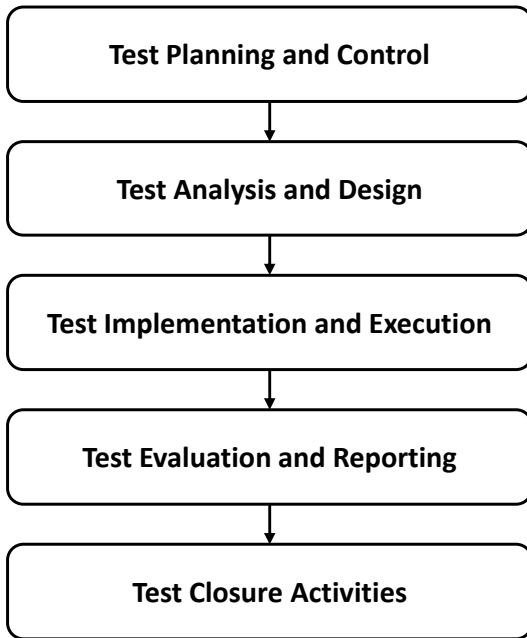 Test Planning and Control
Test Analysis and Design
Test Implementation and Execution
Test Evaluation and Reporting
Test Closure Activities